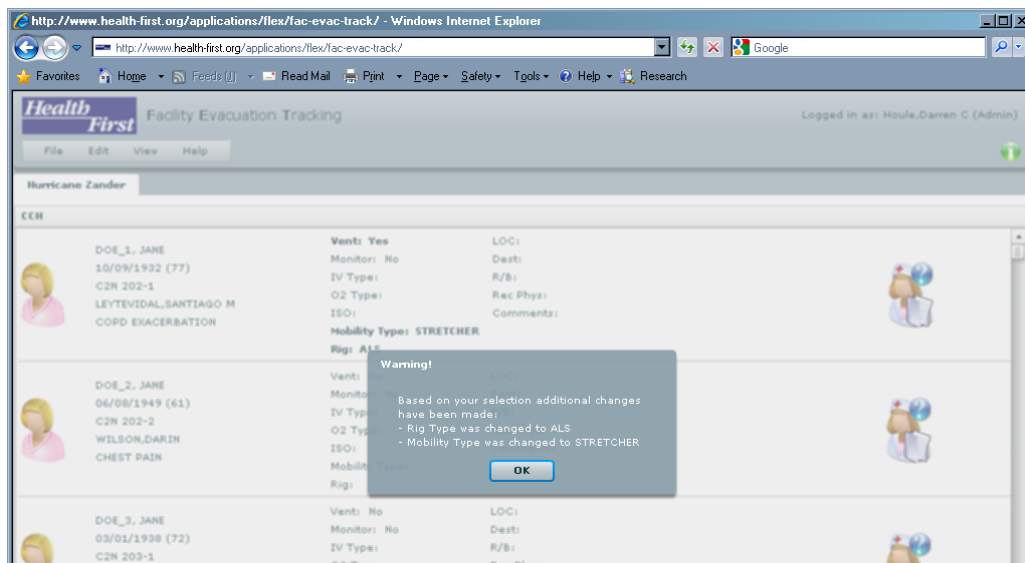 http://www.health-first.org/applications/flex/fac-evac-track/ - Windows Internet Explorer
http://www.health-first.org/applications/flex/fac-evac-track/
Google
Favorites Home Feeds (J) Read Mail Print Page Safety Tools Help Research
Health First
Facility Evacuation Tracking
Logged in as: Houle,Darren C (Admin)
File Edit View Help
Hurricane Zander
CCH
DOE_1, JANE
10/09/1932 (77)
C2N 202-1
LEYTEVIDAL,SANTIAGO M
COPD EXACERBATION
Vent: Yes
Monitor: No
IV Type:
O2 Type:
ISO:
Mobility Type: STRETCHER
Rig: ALS
LOC:
Dest:
R/B:
Rec Phys:
Comments:
DOE_2, JANE
06/08/1949 (61)
C2N 202-2
WILSON,DARIN
CHEST PAIN
Vent:
IV Type
ISO:
Rig:
Warning!
Based on your selection additional changes
have been made:
- Rig Type was changed to ALS
- Mobility Type was changed to STRETCHER
OK
DOE_3, JANE
03/01/1938 (72)
C2N 203-1
Vent: No
Monitor: No
IV Type:
LOC:
Dest:
R/B: